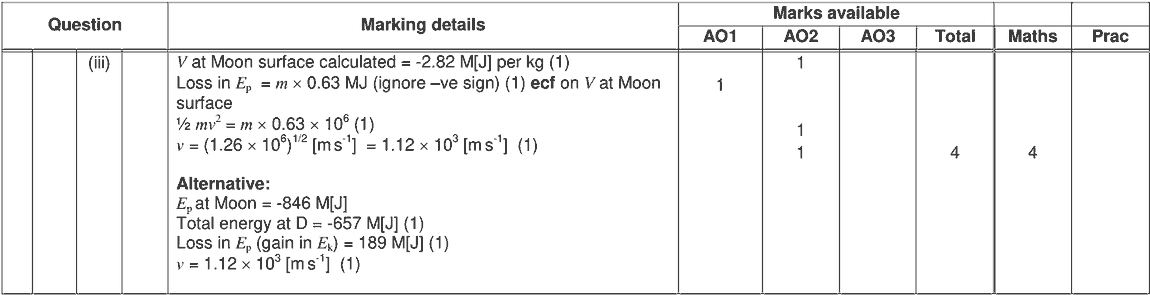 Question Marking details Marks available
AO1 AO2 AO3 Total Maths Prac
(iii) V at Moon surface calculated = -2.82 M[J] per kg (1) 1
Loss in Eₚ = m × 0.63 MJ (ignore –ve sign) (1) ecf on V at Moon 1
surface
½ mv² = m × 0.63 × 10⁶ (1) 1
v = (1.26 × 10⁶)^1/2 [m s⁻¹] = 1.12 × 10³ [m s⁻¹] (1) 1 4 4
Alternative:
Eₚ at Moon = -846 M[J]
Total energy at D = -657 M[J] (1)
Loss in Eₚ (gain in Eₖ) = 189 M[J] (1)
v = 1.12 × 10³ [m s⁻¹] (1)